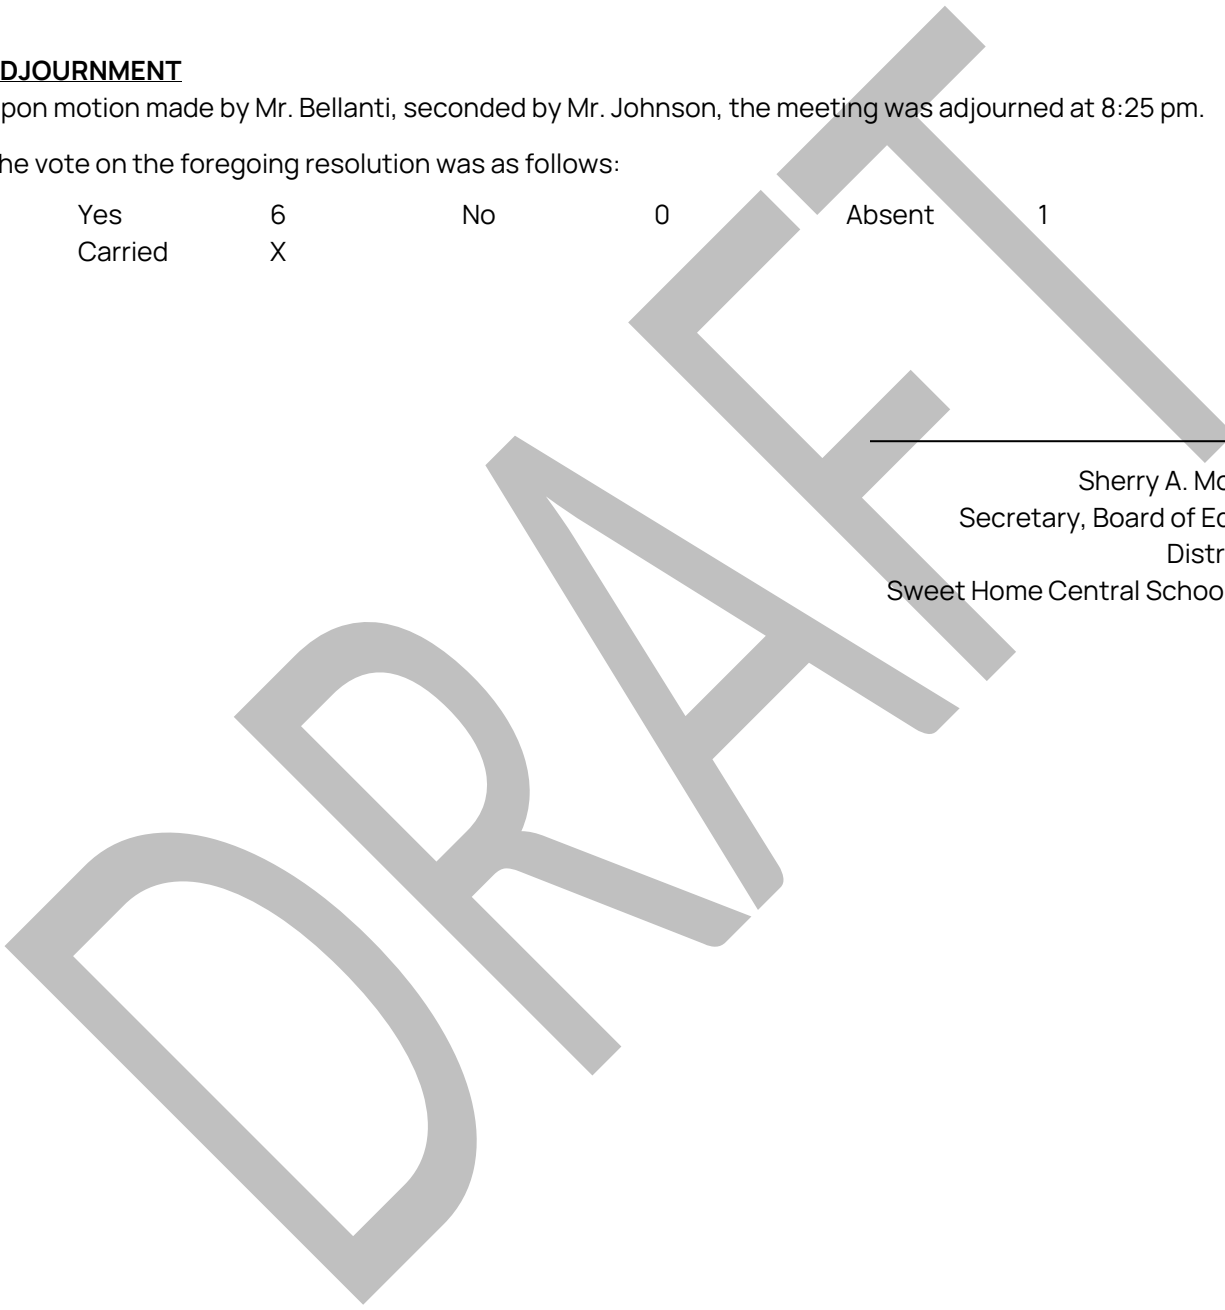 DJOURNMENT
pon motion made by Mr. Bellanti, seconded by Mr. Johnson, the meeting was adjourned at 8:25 pm.
he vote on the foregoing resolution was as follows:
Yes 6 No 0 Absent 1
Carried X
Sherry A. Mc
Secretary, Board of Ed
Distr
Sweet Home Central Schoo
DRAFT